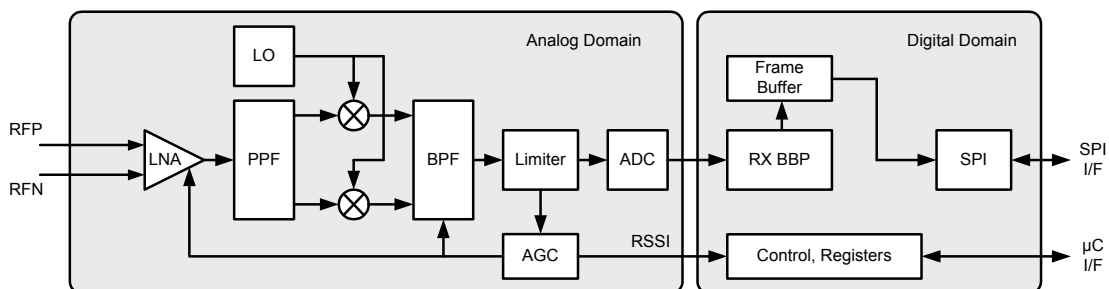 Analog Domain
Digital Domain
LO
Frame
Buffer
RFP
RFN
LNA
PPF
BPF
Limiter
ADC
RX BBP
SPI
SPI
I/F
RSSI
AGC
Control, Registers
µC
I/F